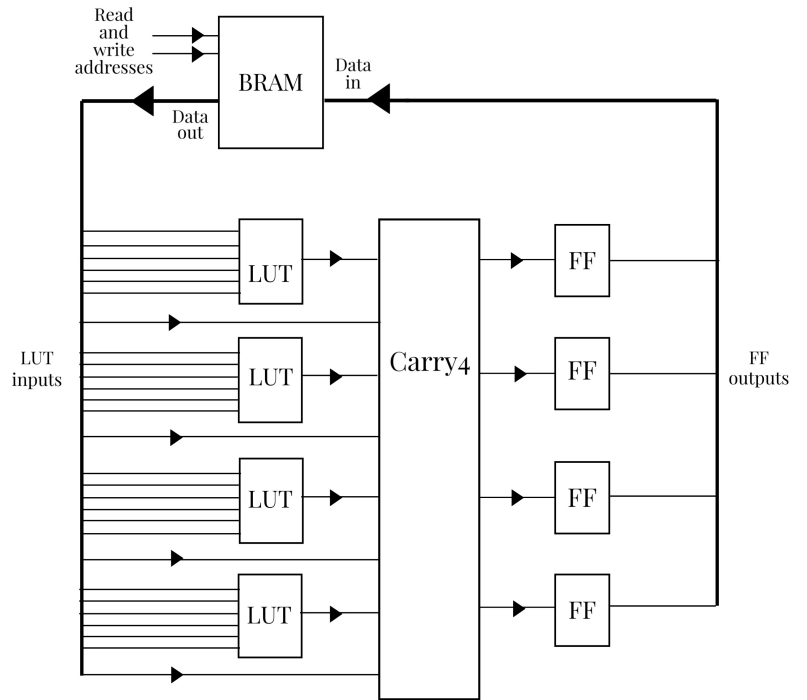 Read
and
write
addresses
BRAM
Data
in
Data
out
LUT
FF
LUT
Carry4
FF
LUT
inputs
FF
outputs
LUT
FF
LUT
FF